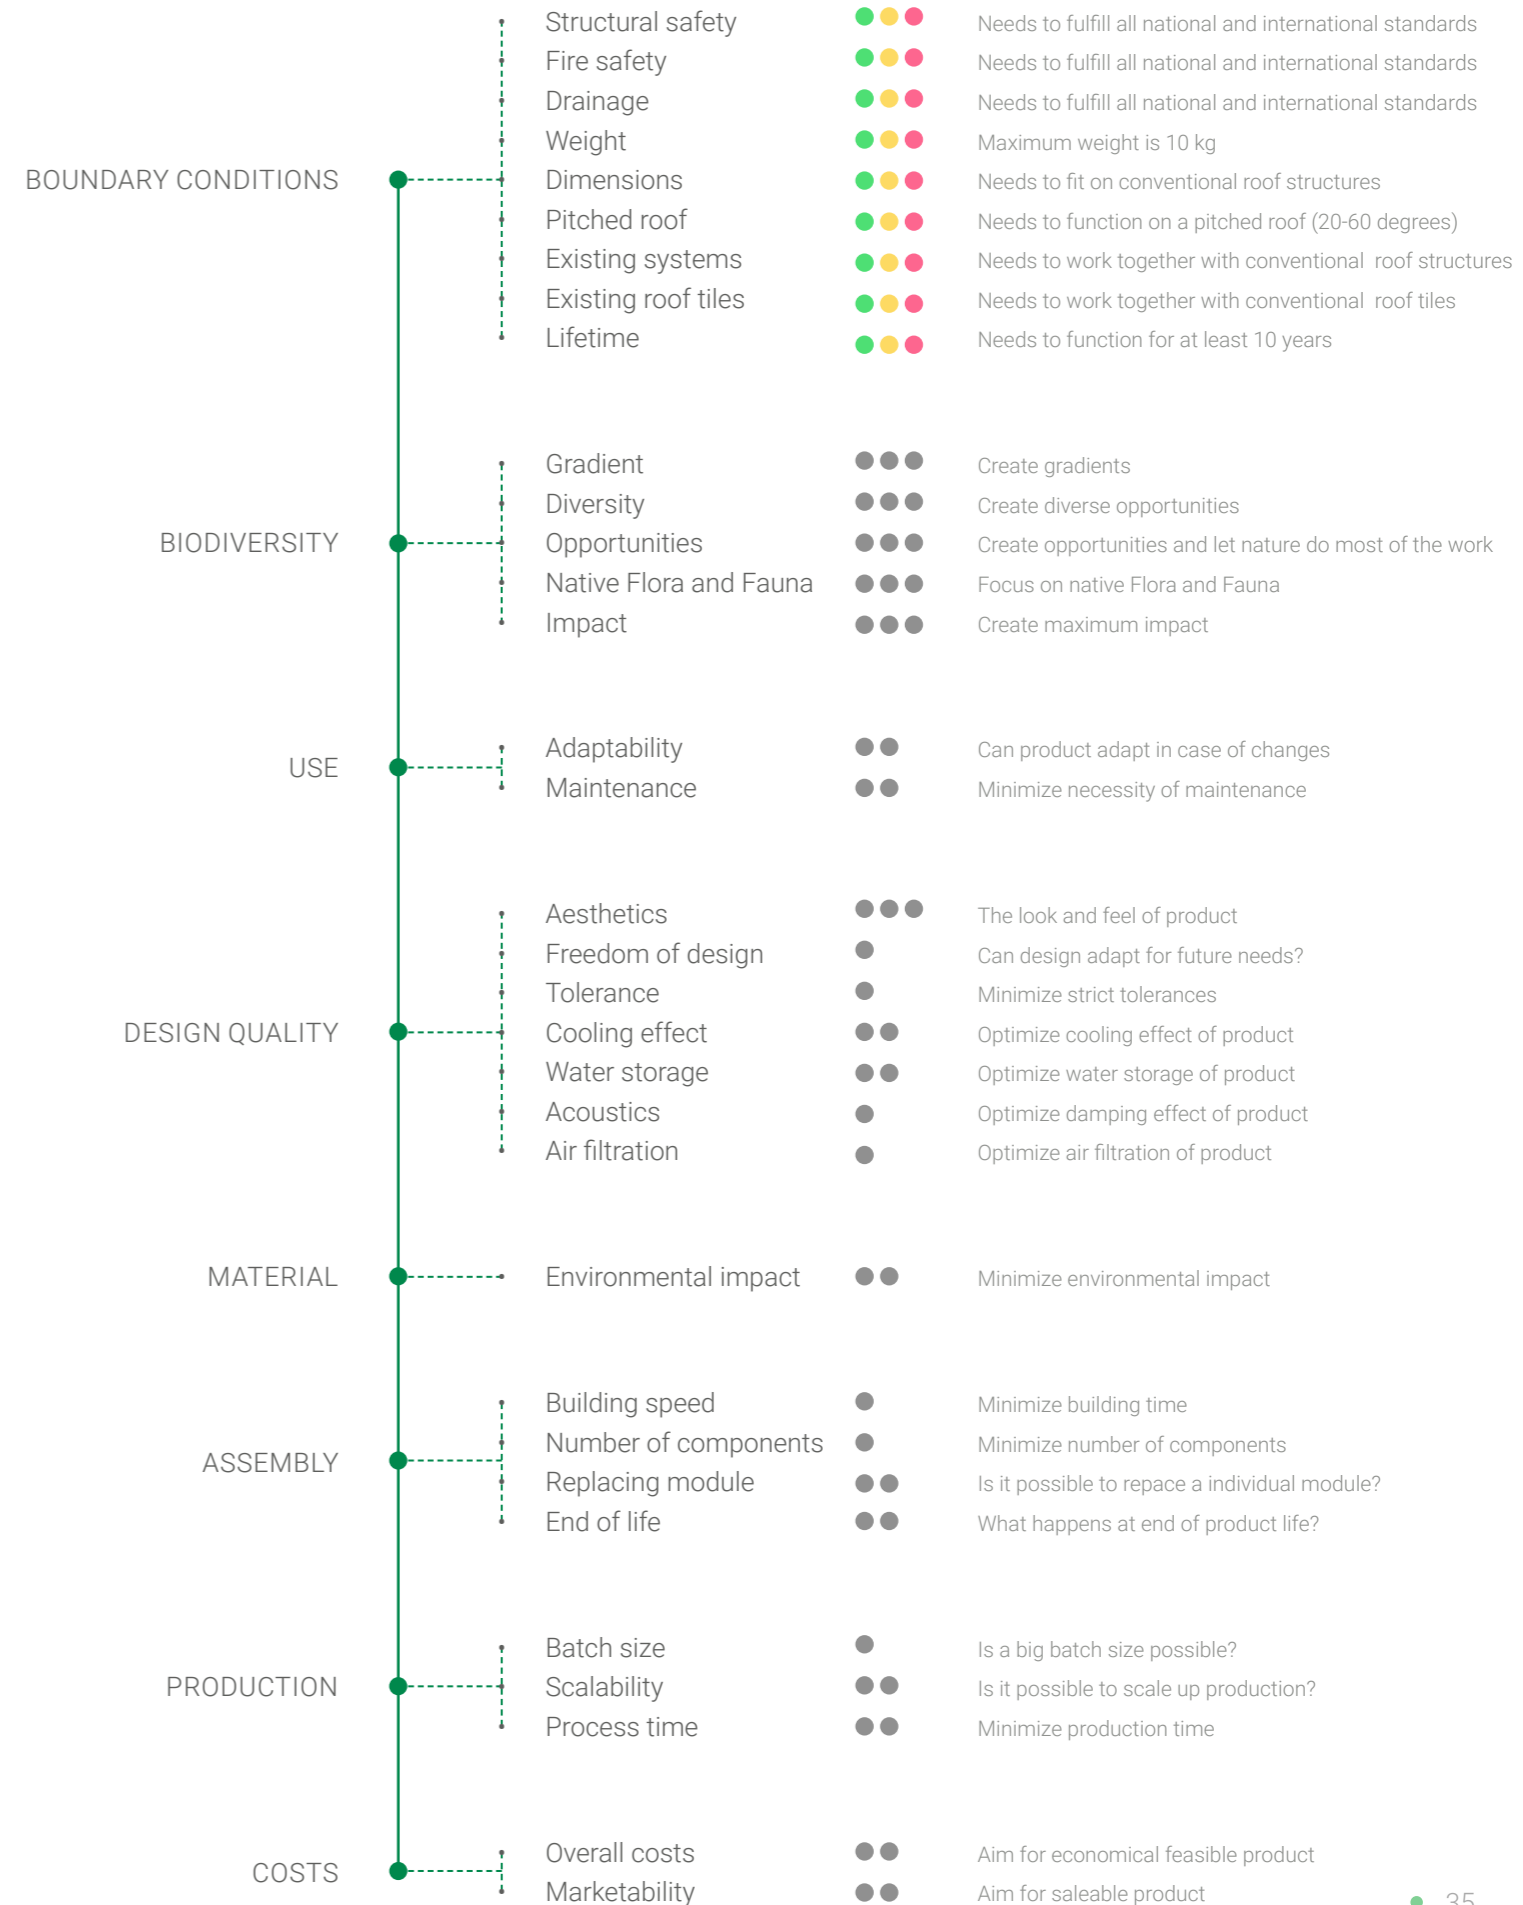 Structural safety Needs to fulfill all national and international standards
Fire safety Needs to fulfill all national and international standards
Drainage Needs to fulfill all national and international standards
Weight Maximum weight is 10 kg
BOUNDARY CONDITIONS Dimensions Needs to fit on conventional roof structures
Pitched roof Needs to function on a pitched roof (20-60 degrees)
Existing systems Needs to work together with conventional roof structures
Existing roof tiles Needs to work together with conventional roof tiles
Lifetime Needs to function for at least 10 years
Gradient Create gradients
Diversity Create diverse opportunities
BIODIVERSITY Opportunities Create opportunities and let nature do most of the work
Native Flora and Fauna Focus on native Flora and Fauna
Impact Create maximum impact
Adaptability Can product adapt in case of changes
USE
Maintenance Minimize necessity of maintenance
Aesthetics The look and feel of product
Freedom of design Can design adapt for future needs?
Tolerance Minimize strict tolerances
DESIGN QUALITY Cooling effect Optimize cooling effect of product
Water storage Optimize water storage of product
Acoustics Optimize damping effect of product
Air filtration Optimize air filtration of product
MATERIAL Environmental impact Minimize environmental impact
Building speed Minimize building time
Number of components Minimize number of components
ASSEMBLY
Replacing module Is it possible to repace a individual module?
End of life What happens at end of product life?
Batch size Is a big batch size possible?
PRODUCTION Scalability Is it possible to scale up production?
Process time Minimize production time
Overall costs Aim for economical feasible product
COSTS
Marketability Aim for saleable product
35